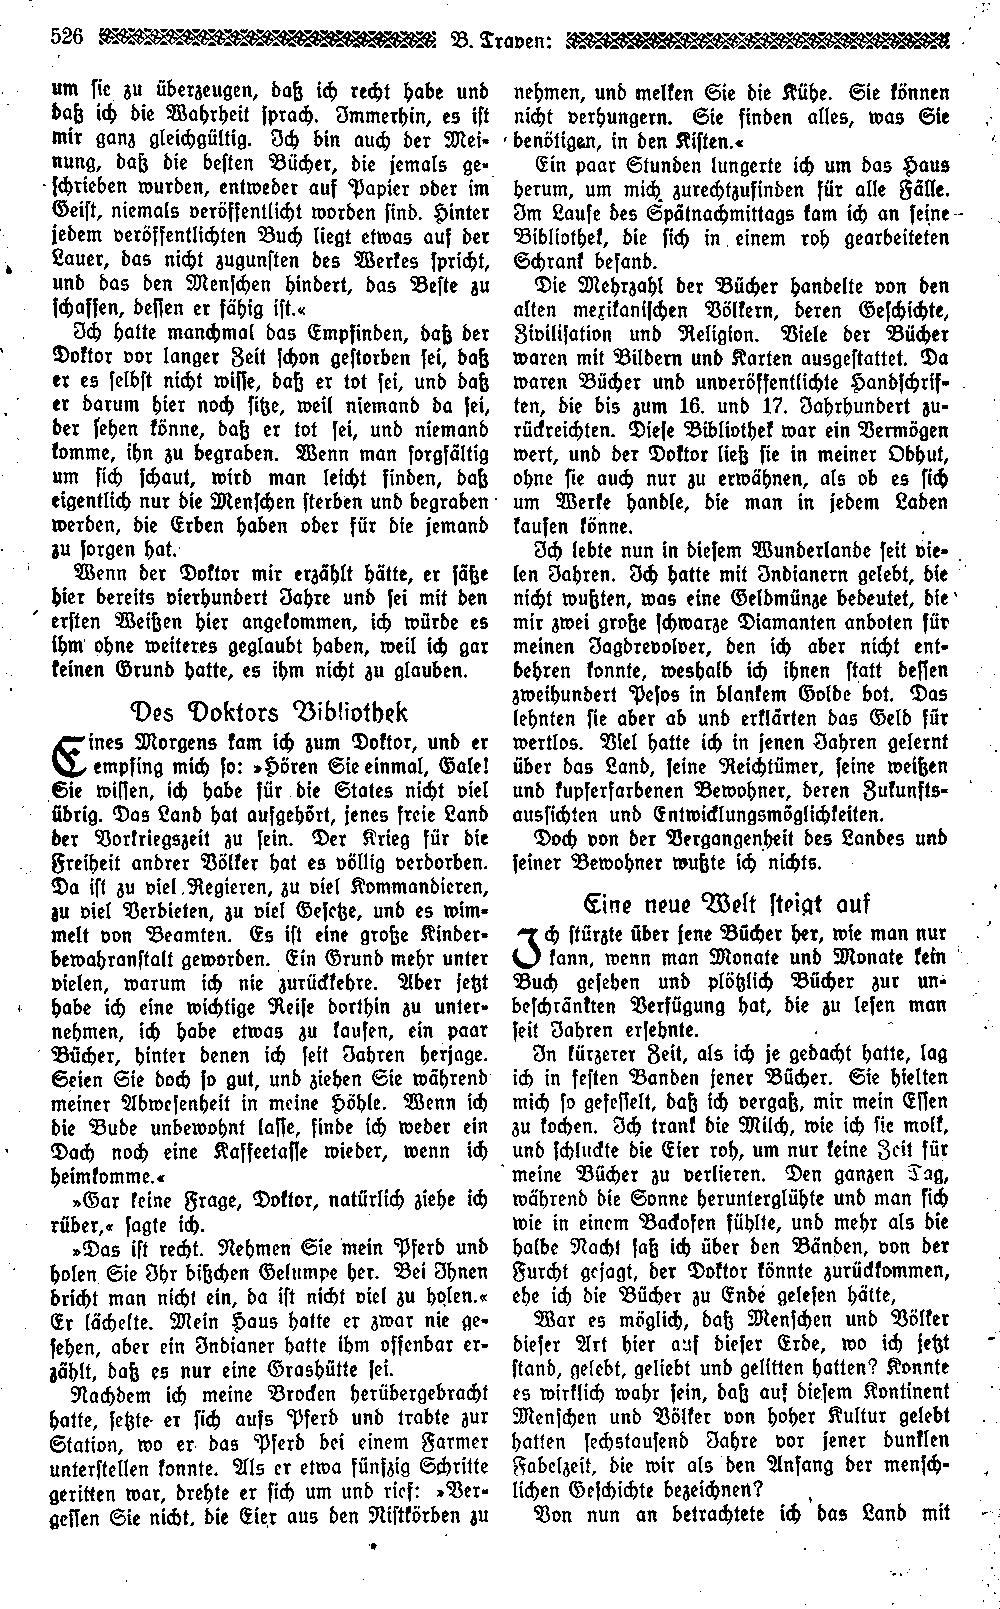 526 B. Traven:
um sie zu überzeugen, daß ich recht habe und
daß ich die Wahrheit sprach. Immerhin, es ist
mir ganz gleichgültig. Ich bin auch der Mei-
nung, daß die besten Bücher, die jemals ge-
schrieben wurden, entweder auf Papier oder im
Geist, niemals veröffentlicht worden sind. Hinter
jedem veröffentlichten Buch liegt etwas auf der
Lauer, das nicht zugunsten des Werkes spricht,
und das den Menschen hindert, das Beste zu
schaffen, dessen er fähig ist.«
Ich hatte manchmal das Empfinden, daß der
Doktor vor langer Zeit schon gestorben sei, daß
er es selbst nicht wisse, daß er tot sei, und daß
er darum hier noch sitze, weil niemand da sei,
der sehen könne, daß er tot sei, und niemand
komme, ihn zu begraben. Wenn man sorgfältig
um sich schaut, wird man leicht finden, daß
eigentlich nur die Menschen sterben und begraben
werden, die Erben haben oder für die jemand
zu sorgen hat.
Wenn der Doktor mir erzählt hätte, er säße
hier bereits vierhundert Jahre und sei mit den
ersten Weißen hier angekommen, ich würde es
ihm ohne weiteres geglaubt haben, weil ich gar
keinen Grund hatte, es ihm nicht zu glauben.
Des Doktors Bibliothek
Eines Morgens kam ich zum Doktor, und er
empfing mich so: »Hören Sie einmal, Gale!
Sie wissen, ich habe für die States nicht viel
übrig. Das Land hat aufgehört, jenes freie Land
der Vorkriegszeit zu sein. Der Krieg für die
Freiheit andrer Völker hat es völlig verdorben.
Da ist zu viel Regieren, zu viel Kommandieren,
zu viel Verbieten, zu viel Gesetze, und es wim-
melt von Beamten. Es ist eine große Kinder-
bewahranstalt geworden. Ein Grund mehr unter
vielen, warum ich nie zurückkehre. Aber jetzt
habe ich eine wichtige Reise dorthin zu unter-
nehmen, ich habe etwas zu kaufen, ein paar
Bücher, hinter denen ich seit Jahren herjage.
Seien Sie doch so gut, und ziehen Sie während
meiner Abwesenheit in meine Höhle. Wenn ich
die Bude unbewohnt lasse, finde ich weder ein
Dach noch eine Kaffeetasse wieder, wenn ich
heimkomme.«
»Gar keine Frage, Doktor, natürlich ziehe ich
rüber,« sagte ich.
»Das ist recht. Nehmen Sie mein Pferd und
holen Sie Ihr bißchen Gelumpe her. Bei Ihnen
bricht man nicht ein, da ist nicht viel zu holen.«
Er lächelte. Mein Haus hatte er zwar nie ge-
sehen, aber ein Indianer hatte ihm offenbar er-
zählt, daß es nur eine Grashütte sei.
Nachdem ich meine Brocken herübergebracht
hatte, setzte er sich aufs Pferd und trabte zur
Station, wo er das Pferd bei einem Farmer
unterstellen konnte. Als er etwa fünfzig Schritte
geritten war, drehte er sich um und rief: »Ver-
gessen Sie nicht, die Eier aus den Nistkörben zu
nehmen, und melken Sie die Kühe. Sie können
nicht verhungern. Sie finden alles, was Sie
benötigen, in den Kisten.«
Ein paar Stunden lungerte ich um das Haus
herum, um mich zurechtzufinden für alle Fälle.
Im Laufe des Spätnachmittags kam ich an seine
Bibliothek, die sich in einem roh gearbeiteten
Schrank befand.
Die Mehrzahl der Bücher handelte von den
alten mexikanischen Völkern, deren Geschichte,
Zivilisation und Religion. Viele der Bücher
waren mit Bildern und Karten ausgestattet. Da
waren Bücher und unveröffentlichte Handschrif-
ten, die bis zum 16. und 17. Jahrhundert zu-
rückreichten. Diese Bibliothek war ein Vermögen
wert, und der Doktor ließ sie in meiner Obhut,
ohne sie auch nur zu erwähnen, als ob es sich
um Werke handle, die man in jedem Laden
kaufen könne.
Ich lebte nun in diesem Wunderlande seit vie-
len Jahren. Ich hatte mit Indianern gelebt, die
nicht wußten, was eine Geldmünze bedeutet, die
mir zwei große schwarze Diamanten anboten für
meinen Jagdrevolver, den ich aber nicht ent-
behren konnte, weshalb ich ihnen statt dessen
zweihundert Pesos in blankem Golde bot. Das
lehnten sie aber ab und erklärten das Geld für
wertlos. Viel hatte ich in jenen Jahren gelernt
über das Land, seine Reichtümer, seine weißen
und kupferfarbenen Bewohner, deren Zukunfts-
aussichten und Entwicklungsmöglichkeiten.
Doch von der Vergangenheit des Landes und
seiner Bewohner wußte ich nichts.
Eine neue Welt steigt auf
Ich stürzte über jene Bücher her, wie man nur
kann, wenn man Monate und Monate kein
Buch gesehen und plötzlich Bücher zur un-
beschränkten Verfügung hat, die zu lesen man
seit Jahren ersehnte.
In kürzerer Zeit, als ich je gedacht hatte, lag
ich in festen Banden jener Bücher. Sie hielten
mich so gefesselt, daß ich vergaß, mir mein Essen
zu kochen. Ich trank die Milch, wie ich sie molk,
und schluckte die Eier roh, um nur keine Zeit für
meine Bücher zu verlieren. Den ganzen Tag,
während die Sonne herunterglühte und man sich
wie in einem Backofen fühlte, und mehr als die
halbe Nacht saß ich über den Bänden, von der
Furcht gejagt, der Doktor könnte zurückkommen,
ehe ich die Bücher zu Ende gelesen hätte,
War es möglich, daß Menschen und Völker
dieser Art hier auf dieser Erde, wo ich jetzt
stand, gelebt, geliebt und gelitten hatten? Konnte
es wirklich wahr sein, daß auf diesem Kontinent
Menschen und Völker von hoher Kultur gelebt
hatten sechstausend Jahre vor jener dunklen
Fabelzeit, die wir als den Anfang der mensch-
lichen Geschichte bezeichnen?
Von nun an betrachtete ich das Land mit